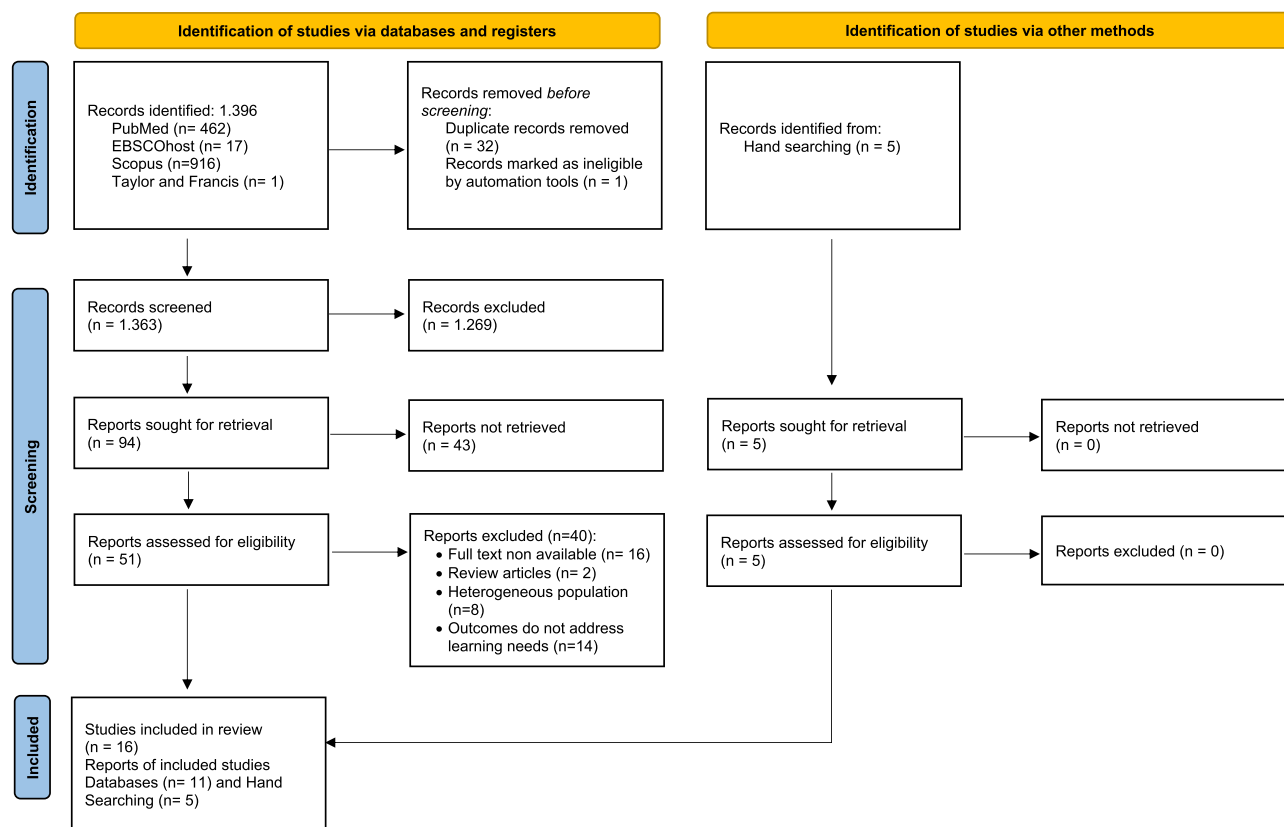 Identification of studies via databases and registers
Identification of studies via other methods
Identification
Records identified: 1.396
PubMed (n= 462)
EBSCOhost (n= 17)
Scopus (n=916)
Taylor and Francis (n= 1)
Records removed before
screening:
Duplicate records removed
(n = 32)
Records marked as ineligible
by automation tools (n = 1)
Records identified from:
Hand searching (n = 5)
Screening
Records screened
(n = 1.363)
Records excluded
(n = 1.269)
Reports sought for retrieval
(n = 94)
Reports not retrieved
(n = 43)
Reports sought for retrieval
(n = 5)
Reports not retrieved
(n = 0)
Reports assessed for eligibility
(n = 51)
Reports excluded (n=40):
• Full text non available (n= 16)
• Review articles (n= 2)
• Heterogeneous population
(n=8)
• Outcomes do not address
learning needs (n=14)
Reports assessed for eligibility
(n = 5)
Reports excluded (n = 0)
Included
Studies included in review
(n = 16)
Reports of included studies
Databases (n= 11) and Hand
Searching (n= 5)